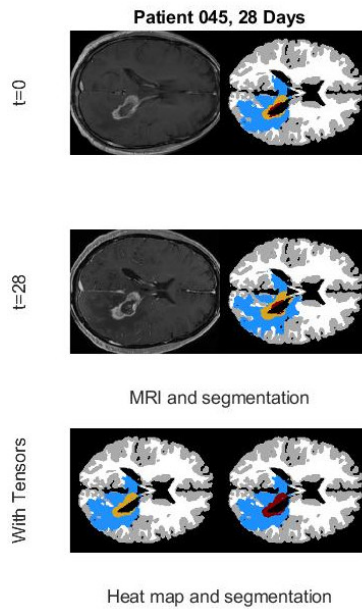 Patient 045, 28 Days
t=0
t=28
MRI and segmentation
With Tensors
Heat map and segmentation